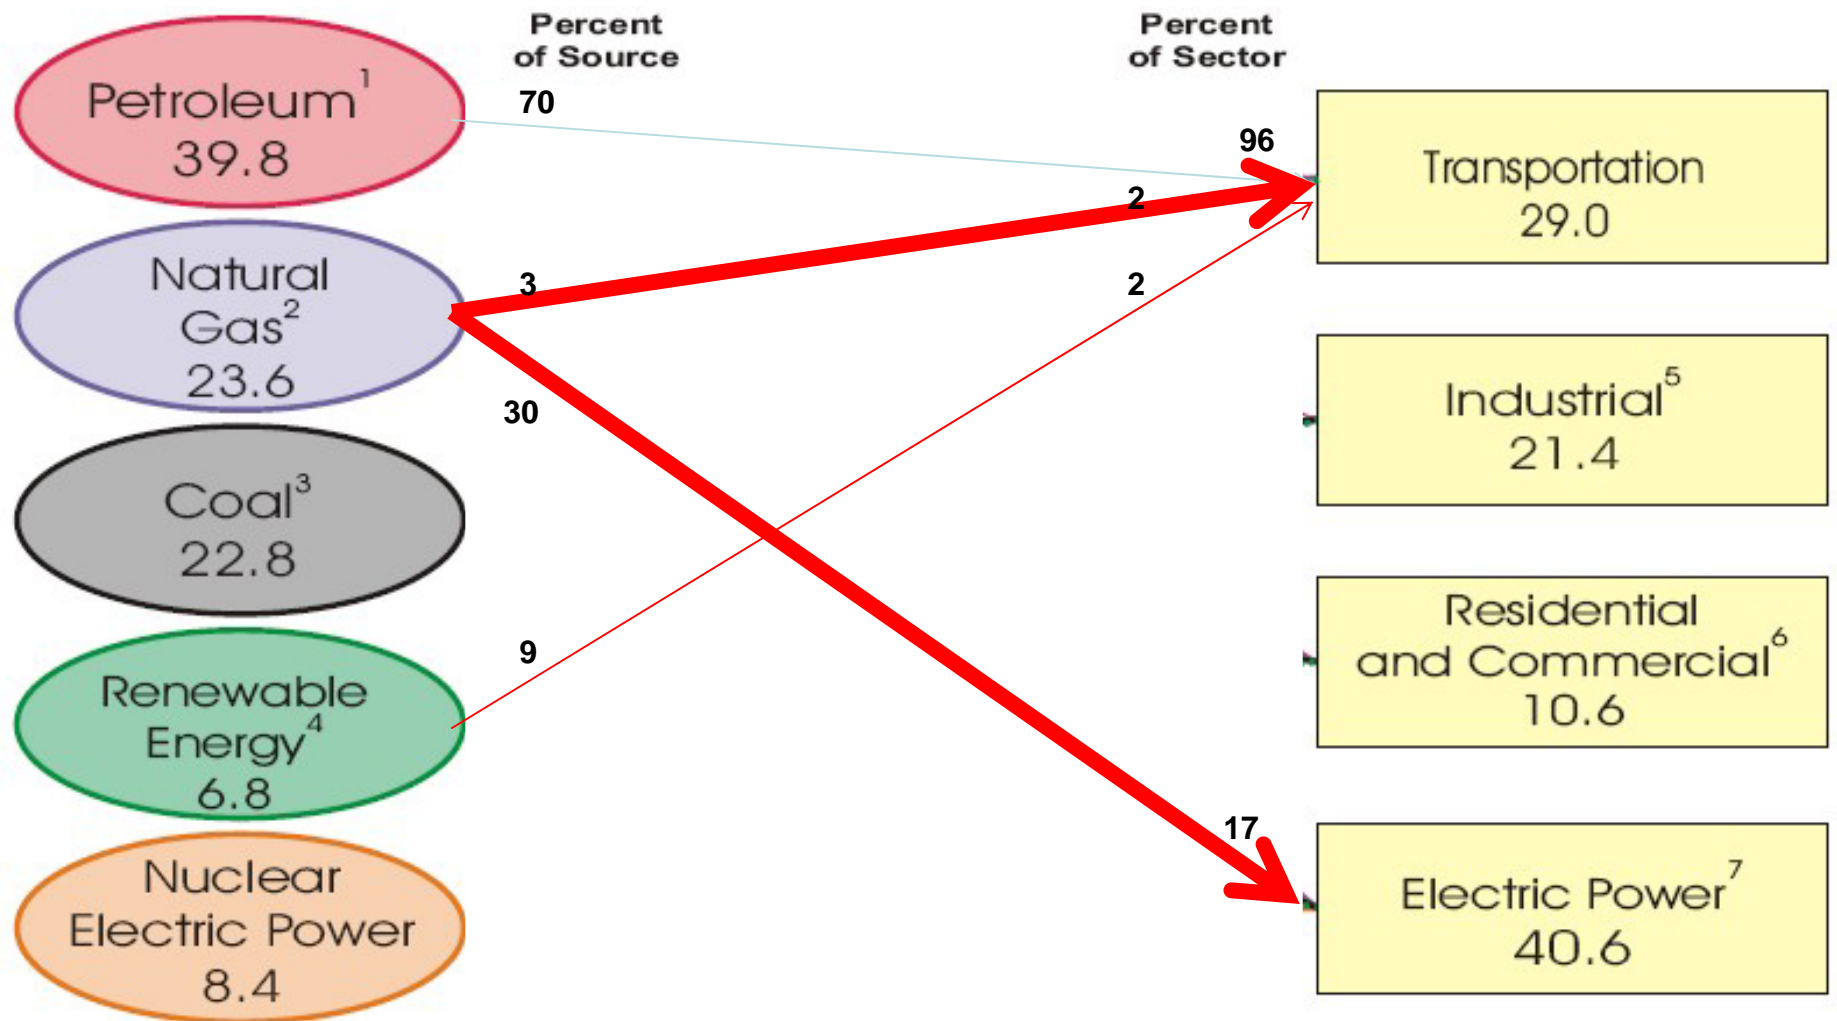 Percent
of Source
Percent
of Sector
Petroleum¹
39.8
Natural
Gas²
23.6
Coal³
22.8
Renewable
Energy⁴
6.8
Nuclear
Electric Power
8.4
70
3
30
9
96
2
2
17
Transportation
29.0
Industrial⁵
21.4
Residential
and Commercial⁶
10.6
Electric Power⁷
40.6